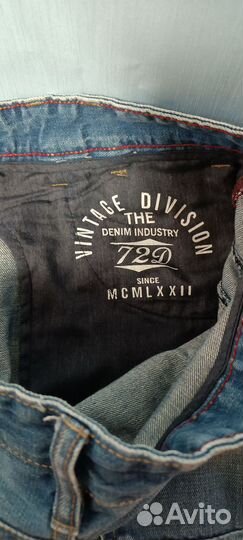 VINTAGE DIVISION
THE
DENIM INDUSTRY
72D
SINCE
MCMLXXII
Avito